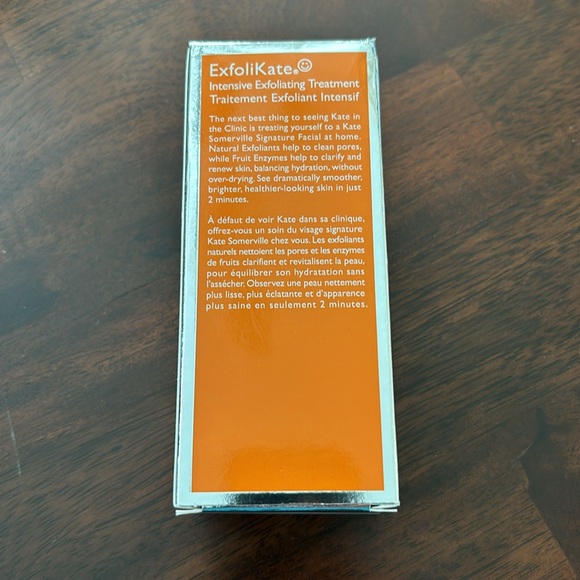 ExfoliKate®
Intensive Exfoliating Treatment
Traitement Exfoliant Intensif
The next best thing to seeing Kate in
the Clinic is treating yourself to a Kate
Somerville Signature Facial at home.
Natural Exfoliants help to clean pores,
while Fruit Enzymes help to clarify and
renew skin, balancing hydration, without
over-drying. See dramatically smoother,
brighter, healthier-looking skin in just
2 minutes.
À défaut de voir Kate dans sa clinique,
offrez-vous un soin du visage signature
Kate Somerville chez vous. Les exfoliants
naturels nettoient les pores et les enzymes
de fruits clarifient et revitalisent la peau,
pour équilibrer son hydratation sans
l'assécher. Observez une peau nettement
plus lisse, plus éclatante et d'apparence
plus saine en seulement 2 minutes.